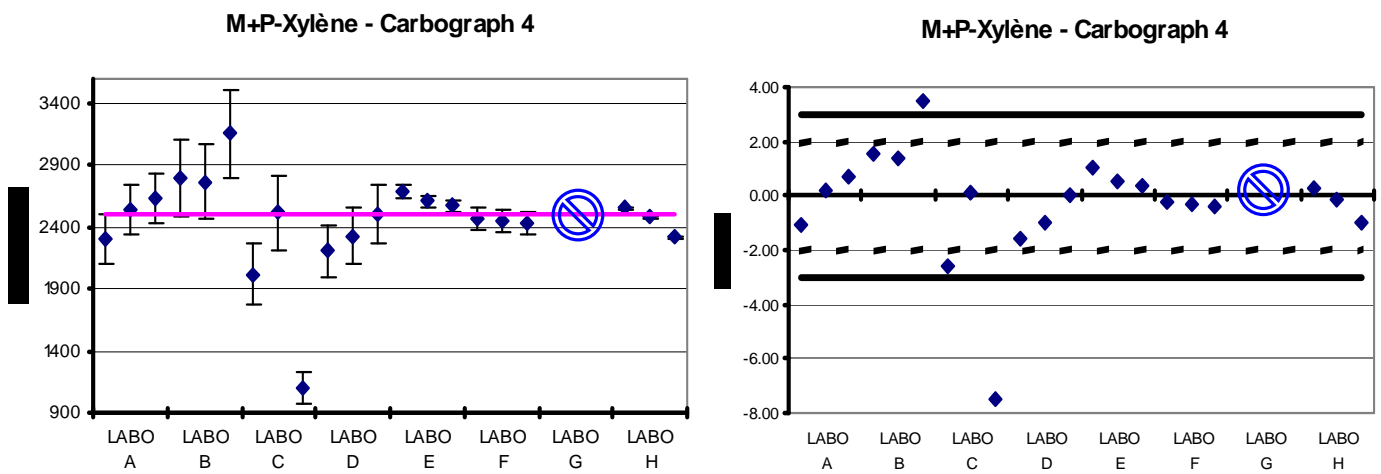 M+P-Xylène - Carbograph 4
3400
2900
2400
1900
1400
900
LABO A
LABO B
LABO C
LABO D
LABO E
LABO F
LABO G
LABO H
M+P-Xylène - Carbograph 4
4.00
2.00
0.00
-2.00
-4.00
-6.00
-8.00
LABO A
LABO B
LABO C
LABO D
LABO E
LABO F
LABO G
LABO H